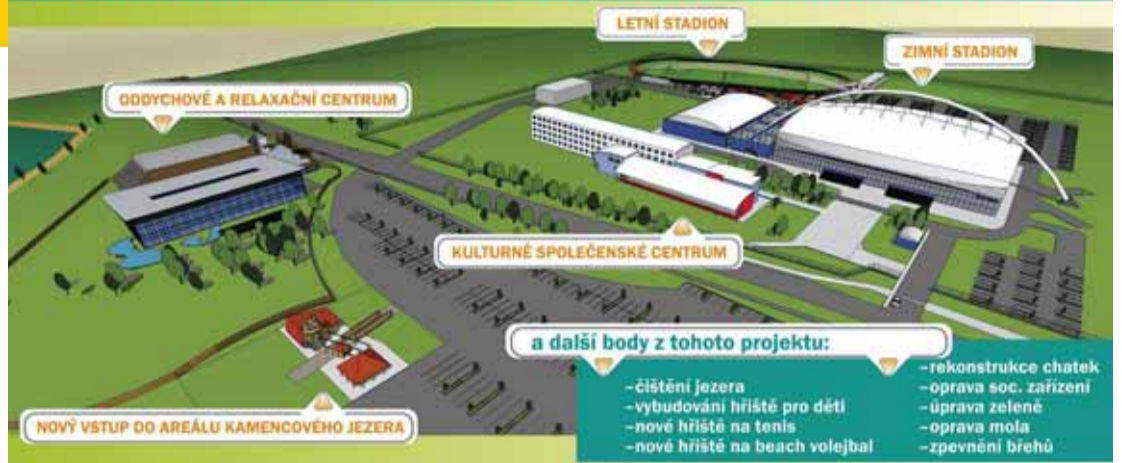 LETNÍ STADION
ZIMNÍ STADION
ODDYCHOVÉ A RELAXAČNÍ CENTRUM
KULTURNĚ SPOLEČENSKÉ CENTRUM
NOVÝ VSTUP DO AREÁLU KAMENCOVÉHO JEZERA
a další body z tohoto projektu:
–čištění jezera
–vybudování hřiště pro děti
–nové hřiště na tenis
–nové hřiště na beach volejbal
–rekonstrukce chatek
–oprava soc. zařízení
–úprava zeleně
–oprava mola
–zpevnění břehů